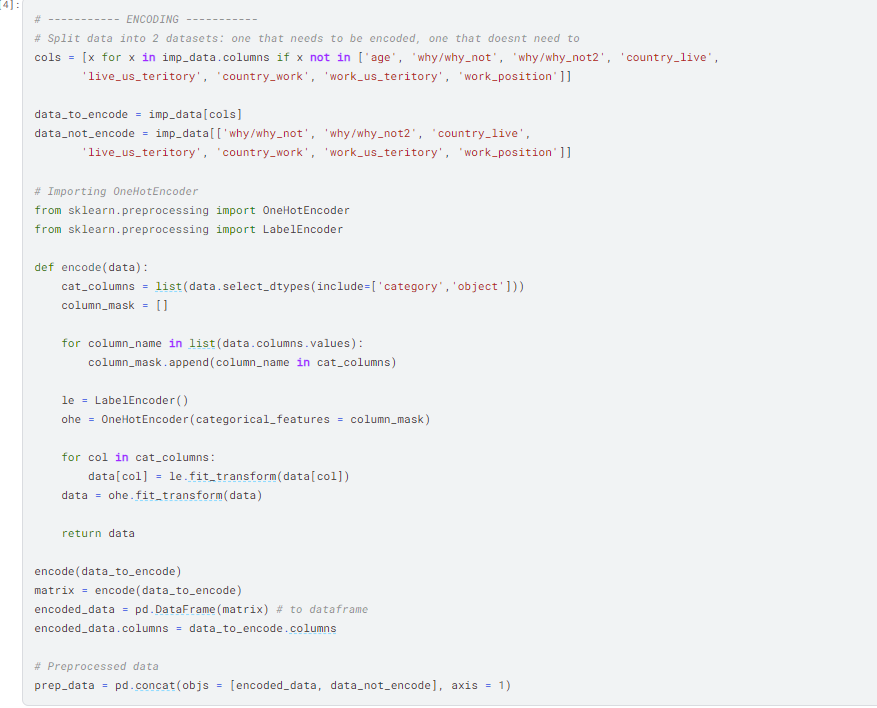 [4]:
# ----------- ENCODING -----------
# Split data into 2 datasets: one that needs to be encoded, one that doesnt need to
cols = [x for x in imp_data.columns if x not in ['age', 'why/why_not', 'why/why_not2', 'country_live',
       'live_us_teritory', 'country_work', 'work_us_teritory', 'work_position']]

data_to_encode = imp_data[cols]
data_not_encode = imp_data[['why/why_not', 'why/why_not2', 'country_live',
       'live_us_teritory', 'country_work', 'work_us_teritory', 'work_position']]

# Importing OneHotEncoder
from sklearn.preprocessing import OneHotEncoder
from sklearn.preprocessing import LabelEncoder

def encode(data):
    cat_columns = list(data.select_dtypes(include=['category','object']))
    column_mask = []

    for column_name in list(data.columns.values):
        column_mask.append(column_name in cat_columns)

    le = LabelEncoder()
    ohe = OneHotEncoder(categorical_features = column_mask)

    for col in cat_columns:
        data[col] = le.fit_transform(data[col])
    data = ohe.fit_transform(data)

    return data

encode(data_to_encode)
matrix = encode(data_to_encode)
encoded_data = pd.DataFrame(matrix) # to dataframe
encoded_data.columns = data_to_encode.columns

# Preprocessed data
prep_data = pd.concat(objs = [encoded_data, data_not_encode], axis = 1)